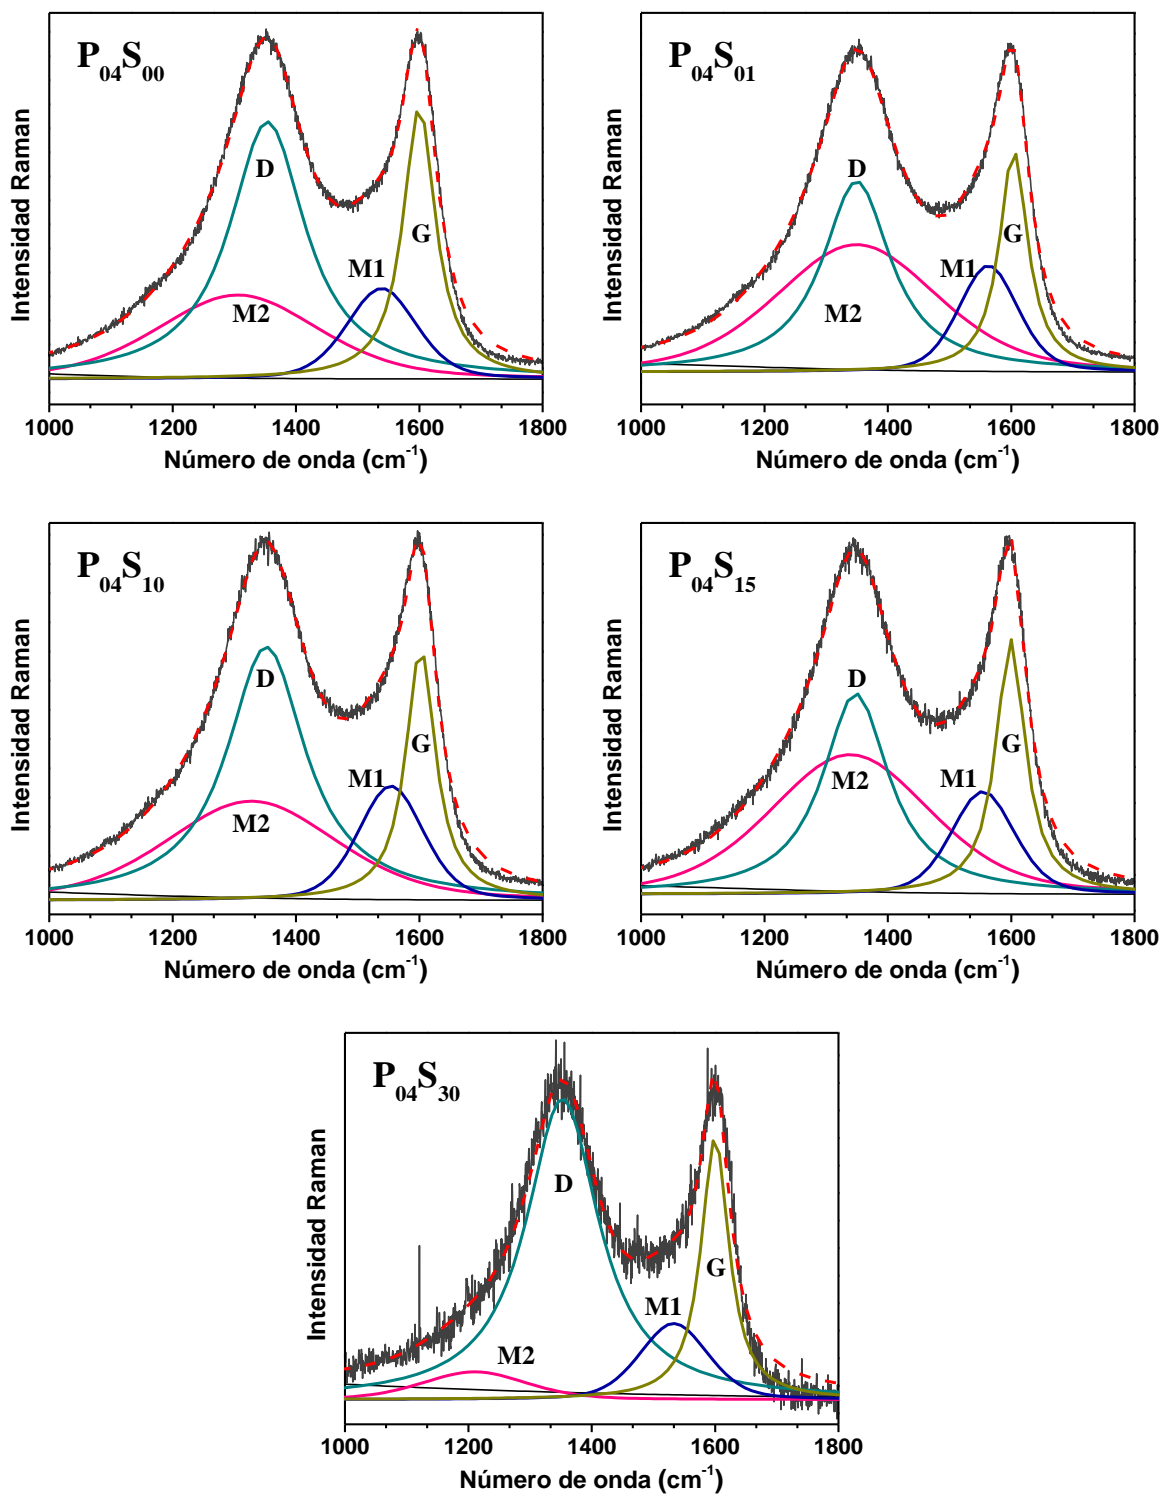 P₀₄S₀₀
D
G
M1
M2
Intensidad Raman
1000 1200 1400 1600 1800
Número de onda (cm⁻¹)
P₀₄S₀₁
D
G
M1
M2
Intensidad Raman
1000 1200 1400 1600 1800
Número de onda (cm⁻¹)
P₀₄S₁₀
D
G
M1
M2
Intensidad Raman
1000 1200 1400 1600 1800
Número de onda (cm⁻¹)
P₀₄S₁₅
D
G
M1
M2
Intensidad Raman
1000 1200 1400 1600 1800
Número de onda (cm⁻¹)
P₀₄S₃₀
D
G
M1
M2
Intensidad Raman
1000 1200 1400 1600 1800
Número de onda (cm⁻¹)